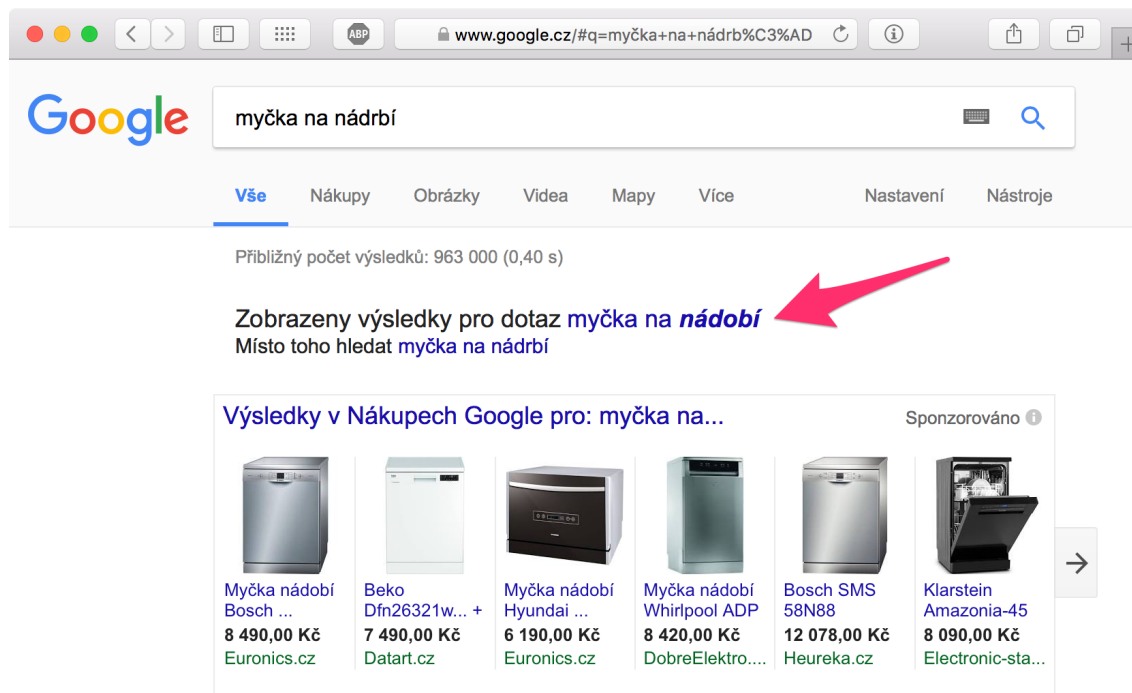 ABP
www.google.cz/#q=myčka+na+nádrb%C3%AD
Google
myčka na nádrbí
Vše Nákupy Obrázky Videa Mapy Více Nastavení Nástroje
Přibližný počet výsledků: 963 000 (0,40 s)
Zobrazeny výsledky pro dotaz myčka na nádobí
Místo toho hledat myčka na nádrbí
Výsledky v Nákupech Google pro: myčka na...
Sponzorováno
Myčka nádobí
Bosch ...
8 490,00 Kč
Euronics.cz
Beko
Dfn26321w... +
7 490,00 Kč
Datart.cz
Myčka nádobí
Hyundai ...
6 190,00 Kč
Euronics.cz
Myčka nádobí
Whirlpool ADP
8 420,00 Kč
DobreElektro....
Bosch SMS
58N88
12 078,00 Kč
Heureka.cz
Klarstein
Amazonia-45
8 090,00 Kč
Electronic-sta...